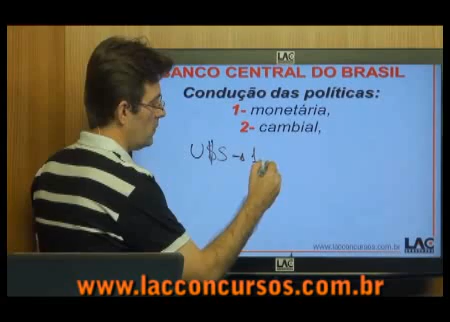 LAC
BANCO CENTRAL DO BRASIL
Condução das políticas:
1- monetária,
2- cambial,
U$S → 1
www.lacconcursos.com.br
LAC
www.lacconcursos.com.br